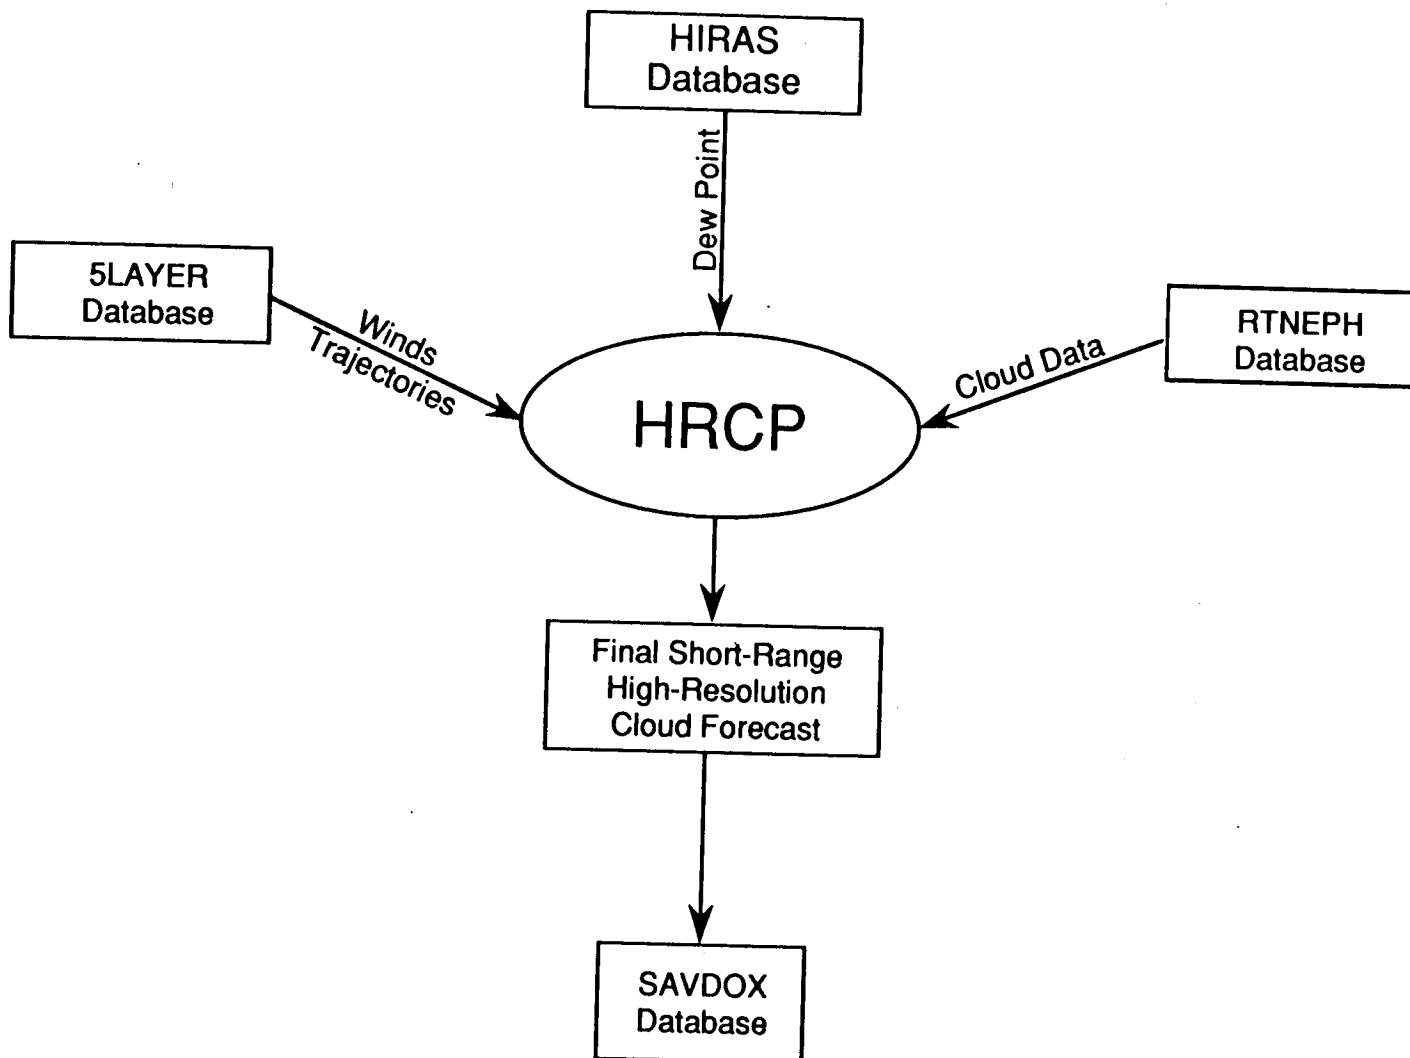 HIRAS
Database
Dew Point
5LAYER
Database
Winds
Trajectories
RTNEPH
Database
Cloud Data
HRCP
Final Short-Range
High-Resolution
Cloud Forecast
SAVDOX
Database